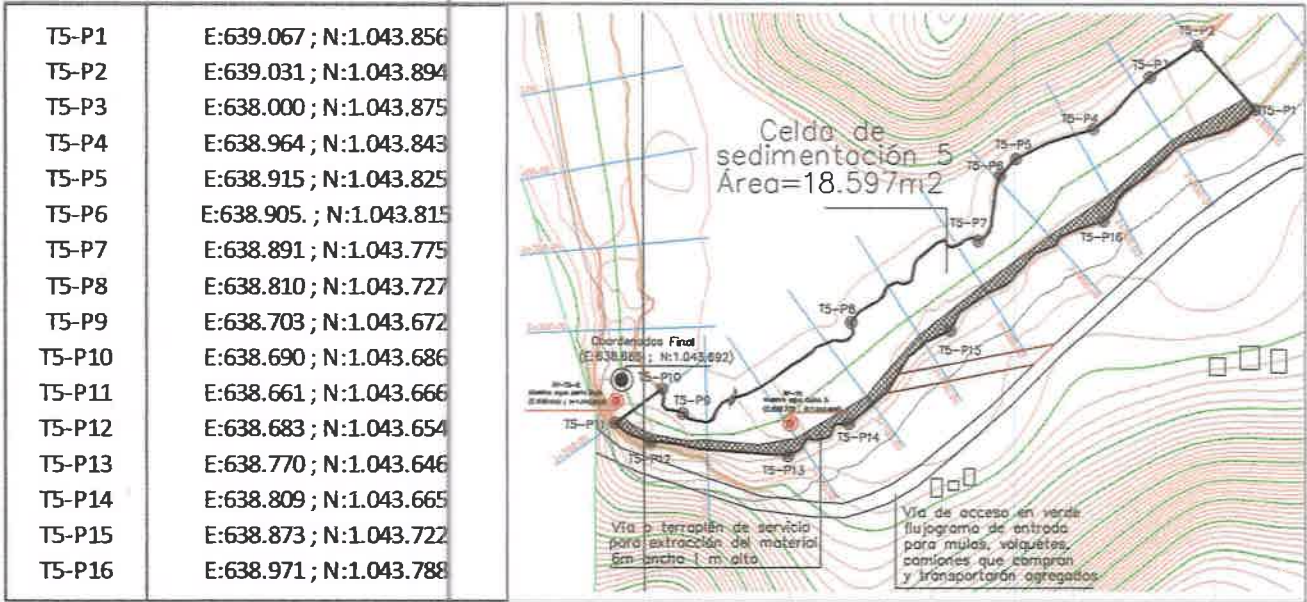 T5-P1 E:639.067 ; N:1.043.856
T5-P2 E:639.031 ; N:1.043.894
T5-P3 E:638.000 ; N:1.043.875
T5-P4 E:638.964 ; N:1.043.843
T5-P5 E:638.915 ; N:1.043.825
T5-P6 E:638.905. ; N:1.043.815
T5-P7 E:638.891 ; N:1.043.775
T5-P8 E:638.810 ; N:1.043.727
T5-P9 E:638.703 ; N:1.043.672
T5-P10 E:638.690 ; N:1.043.686
T5-P11 E:638.661 ; N:1.043.666
T5-P12 E:638.683 ; N:1.043.654
T5-P13 E:638.770 ; N:1.043.646
T5-P14 E:638.809 ; N:1.043.665
T5-P15 E:638.873 ; N:1.043.722
T5-P16 E:638.971 ; N:1.043.788
T5-P2
T5-P3
T5-P1
T5-P4
Celda de
sedimentación 5
Área=18.597m2
T5-P5
T5-P6
T5-P7
T5-P16
T5-P8
T5-P15
Coordenadas Final
N:1.043.692)
T5-P10
T5-P9
T5-P11
T5-P14
T5-P12
T5-P13
Vía o terraplén de servicio
para extracción del material
6m ancho 1 m alto
Vía de acceso en verde
flujograma de entrada
para mulas, volquetes,
camiones que compran
y transportarán agregados